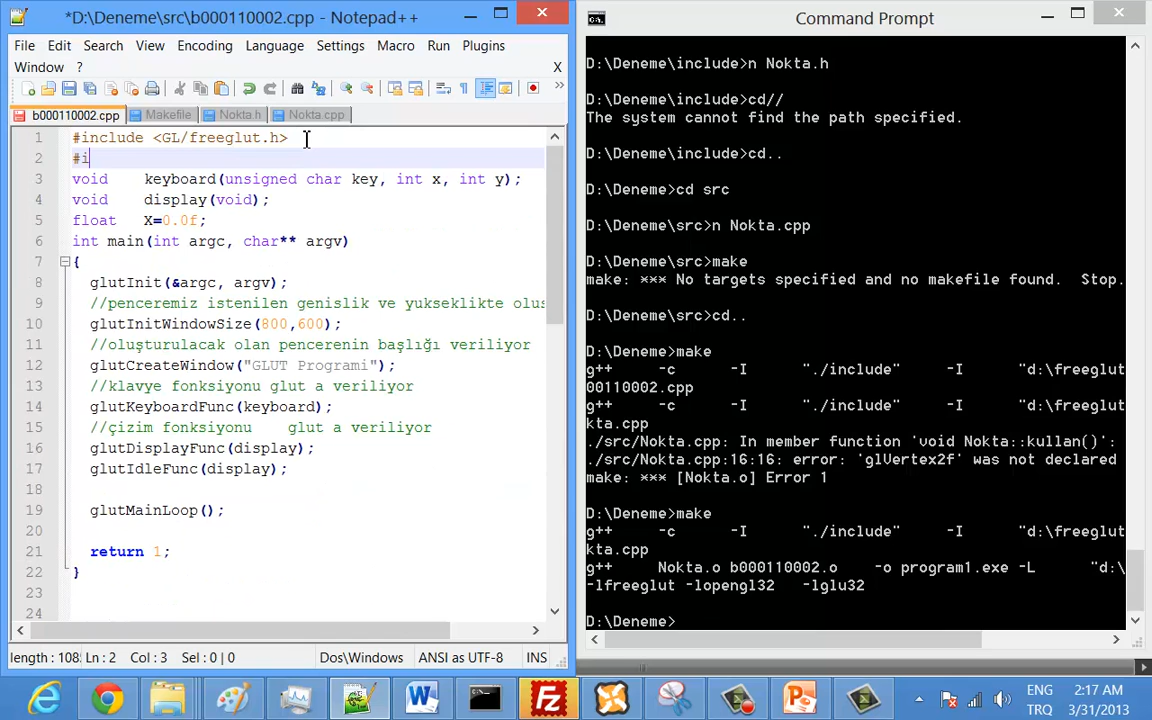 *D:\Deneme\src\b000110002.cpp - Notepad++
File Edit Search View Encoding Language Settings Macro Run Plugins
Window ? X
b000110002.cpp Makefile Nokta.h Nokta.cpp
1 #include <GL/freeglut.h>
2 #i
3 void keyboard(unsigned char key, int x, int y);
4 void display(void);
5 float X=0.0f;
6 int main(int argc, char** argv)
7 {
8 glutInit(&argc, argv);
9 //penceremiz istenilen genislik ve yukseklikte olus
10 glutInitWindowSize(800,600);
11 //oluşturulacak olan pencerenin başlığı veriliyor
12 glutCreateWindow("GLUT Programi");
13 //klavye fonksiyonu glut a veriliyor
14 glutKeyboardFunc(keyboard);
15 //çizim fonksiyonu glut a veriliyor
16 glutDisplayFunc(display);
17 glutIdleFunc(display);
18
19 glutMainLoop();
20
21 return 1;
22 }
23
24
length : 108 Ln : 2 Col : 3 Sel : 0 | 0 Dos\Windows ANSI as UTF-8 INS
Command Prompt
D:\Deneme\include>n Nokta.h
D:\Deneme\include>cd//
The system cannot find the path specified.
D:\Deneme\include>cd..
D:\Deneme>cd src
D:\Deneme\src>n Nokta.cpp
D:\Deneme\src>make
make: *** No targets specified and no makefile found. Stop.
D:\Deneme\src>cd..
D:\Deneme>make
g++ -c -I "./include" -I "d:\freeglut
00110002.cpp
g++ -c -I "./include" -I "d:\freeglut
kta.cpp
./src/Nokta.cpp: In member function 'void Nokta::kullan()':
./src/Nokta.cpp:16:16: error: 'glVertex2f' was not declared
make: *** [Nokta.o] Error 1
D:\Deneme>make
g++ -c -I "./include" -I "d:\freeglut
kta.cpp
g++ Nokta.o b000110002.o -o program1.exe -L "d:\
-lfreeglut -lopengl32 -lglu32
D:\Deneme>
ENG 2:17 AM
TRQ 3/31/2013